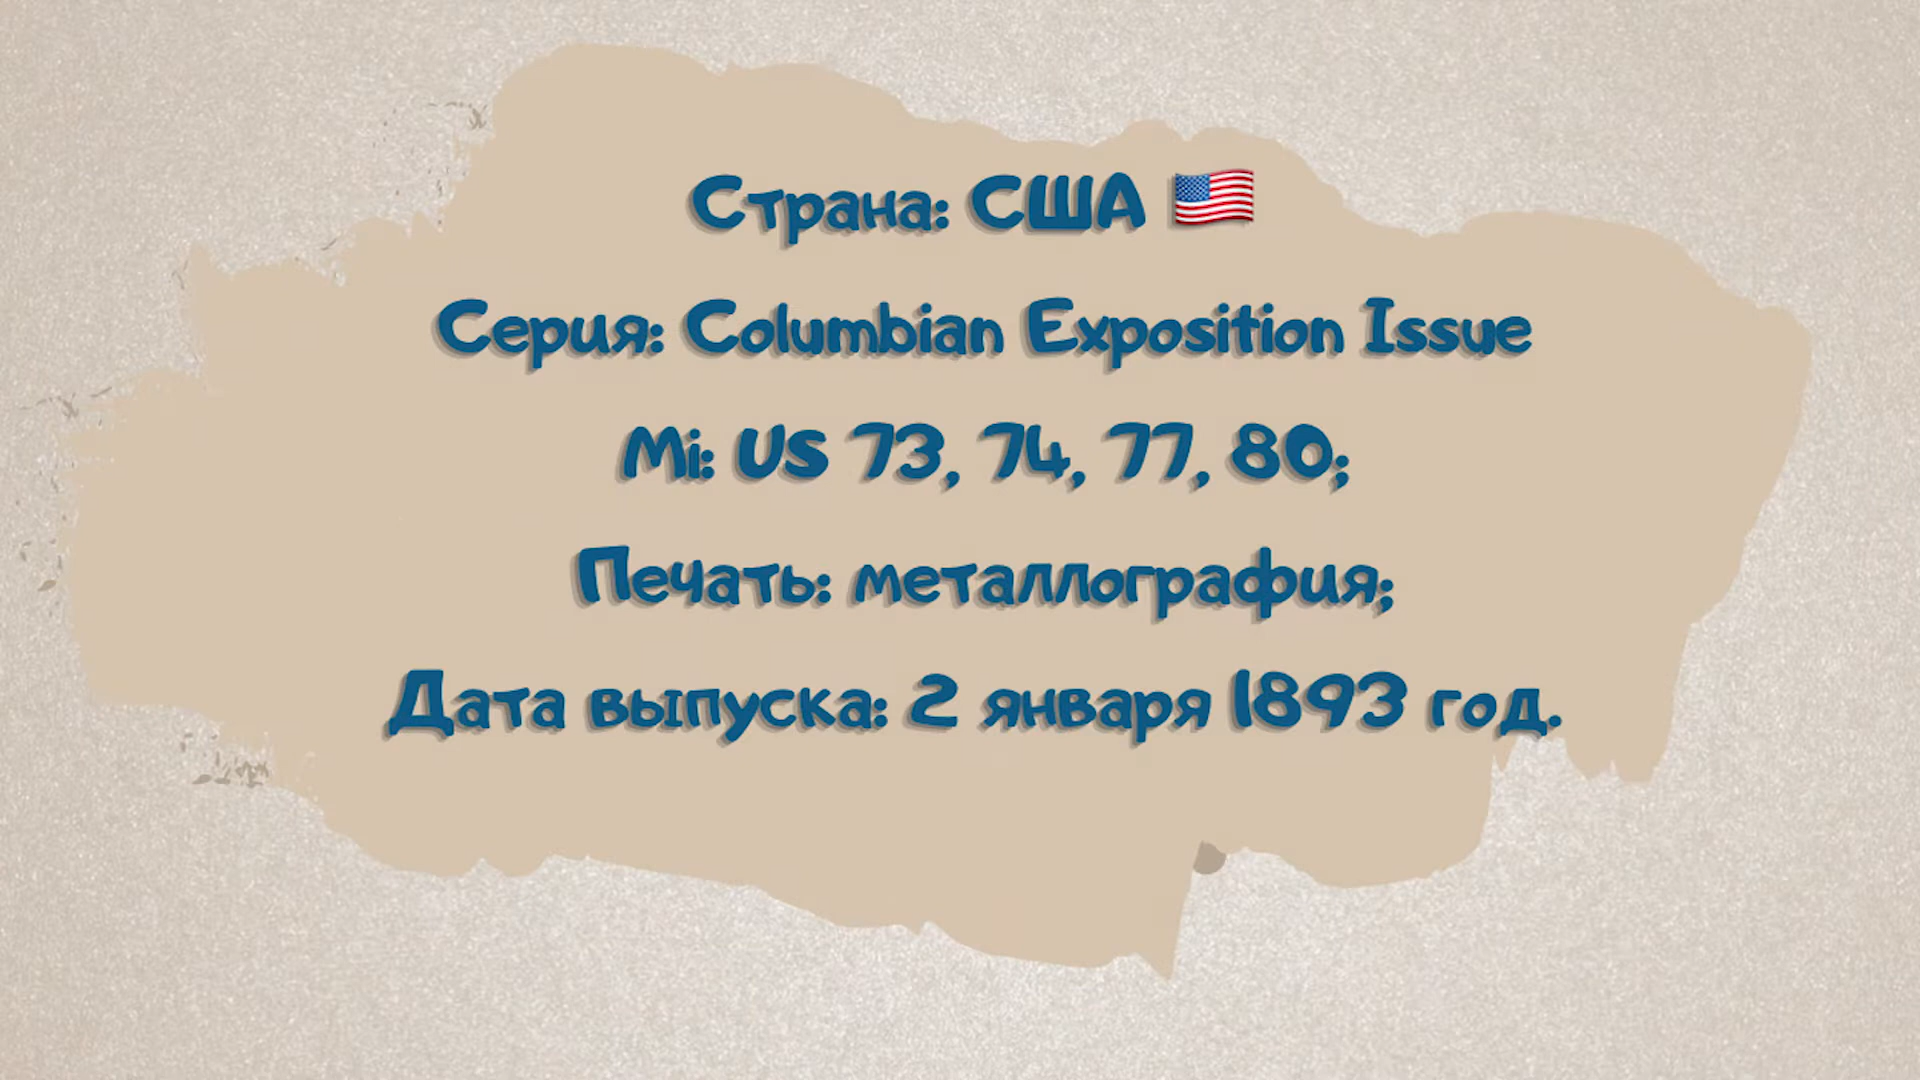 Страна: США 🇺🇸
Серия: Columbian Exposition Issue
Mi: US 73, 74, 77, 80;
Печать: металлография;
Дата выпуска: 2 января 1893 год.